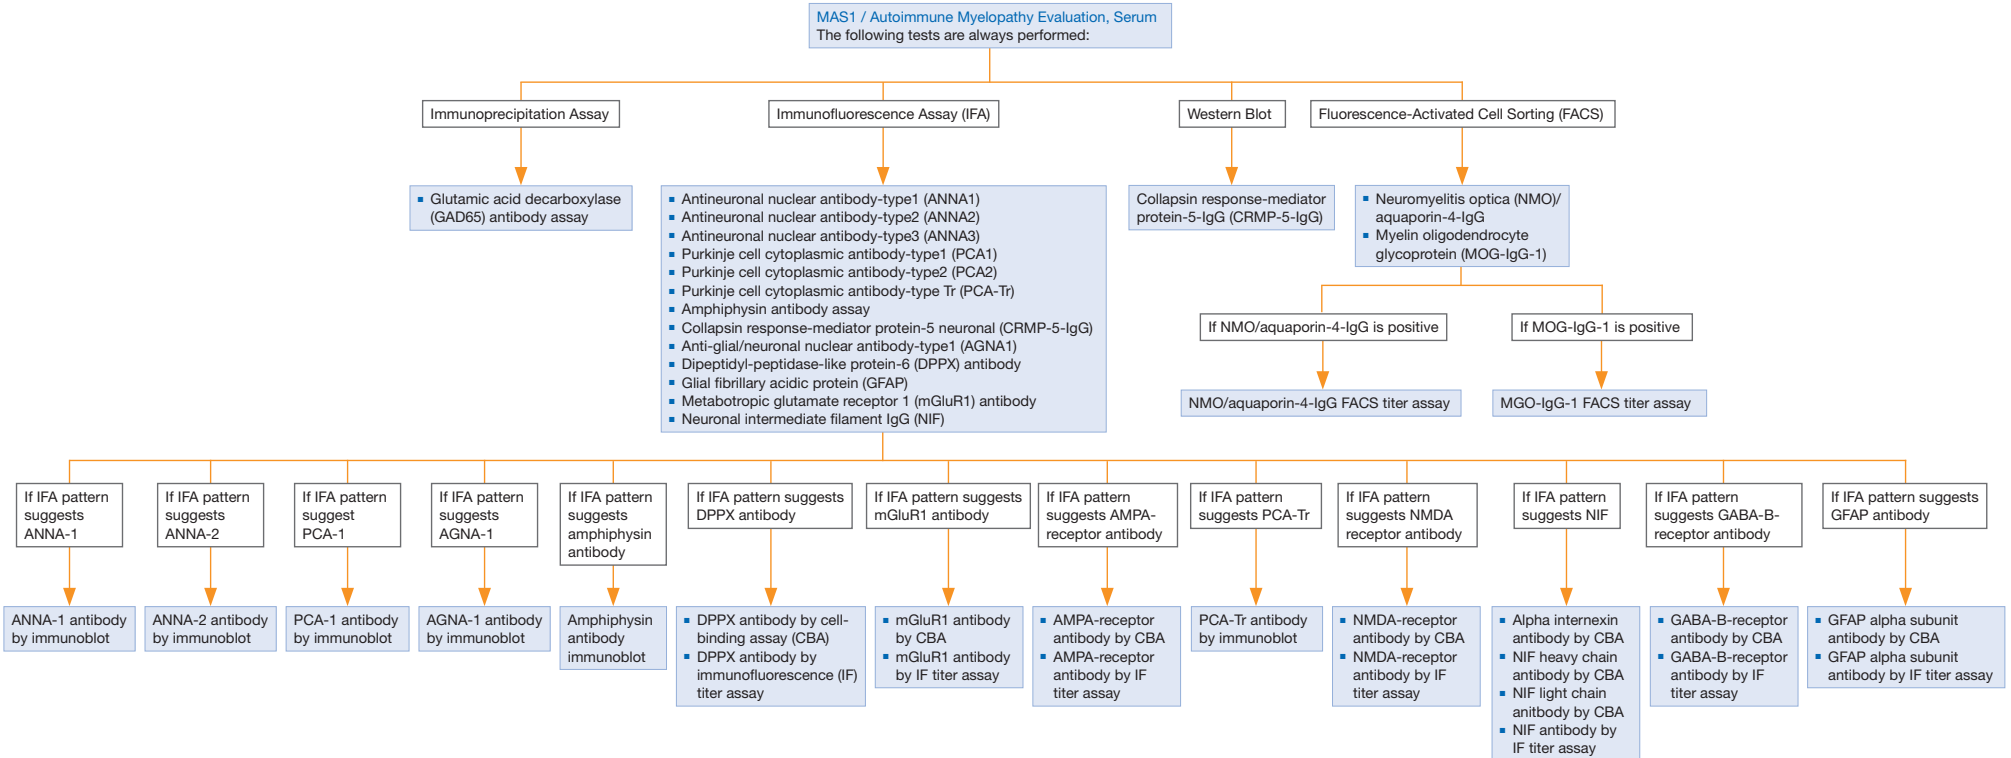 MAS1 / Autoimmune Myelopathy Evaluation, Serum
The following tests are always performed:
Immunoprecipitation Assay
Immunofluorescence Assay (IFA)
Western Blot
Fluorescence-Activated Cell Sorting (FACS)
▪ Glutamic acid decarboxylase
(GAD65) antibody assay
▪ Antineuronal nuclear antibody-type1 (ANNA1)
▪ Antineuronal nuclear antibody-type2 (ANNA2)
▪ Antineuronal nuclear antibody-type3 (ANNA3)
▪ Purkinje cell cytoplasmic antibody-type1 (PCA1)
▪ Purkinje cell cytoplasmic antibody-type2 (PCA2)
▪ Purkinje cell cytoplasmic antibody-type Tr (PCA-Tr)
▪ Amphiphysin antibody assay
▪ Collapsin response-mediator protein-5 neuronal (CRMP-5-IgG)
▪ Anti-glial/neuronal nuclear antibody-type1 (AGNA1)
▪ Dipeptidyl-peptidase-like protein-6 (DPPX) antibody
▪ Glial fibrillary acidic protein (GFAP)
▪ Metabotropic glutamate receptor 1 (mGluR1) antibody
▪ Neuronal intermediate filament IgG (NIF)
Collapsin response-mediator
protein-5-IgG (CRMP-5-IgG)
▪ Neuromyelitis optica (NMO)/
aquaporin-4-IgG
▪ Myelin oligodendrocyte
glycoprotein (MOG-IgG-1)
If NMO/aquaporin-4-IgG is positive
If MOG-IgG-1 is positive
NMO/aquaporin-4-IgG FACS titer assay
MGO-IgG-1 FACS titer assay
If IFA pattern
suggests
ANNA-1
If IFA pattern
suggests
ANNA-2
If IFA pattern
suggest
PCA-1
If IFA pattern
suggests
AGNA-1
If IFA pattern
suggests
amphiphysin
antibody
If IFA pattern suggests
DPPX antibody
If IFA pattern suggests
mGluR1 antibody
If IFA pattern
suggests AMPA-
receptor antibody
If IFA pattern
suggests PCA-Tr
If IFA pattern
suggests NMDA
receptor antibody
If IFA pattern
suggests NIF
If IFA pattern
suggests GABA-B-
receptor antibody
If IFA pattern suggests
GFAP antibody
ANNA-1 antibody
by immunoblot
ANNA-2 antibody
by immunoblot
PCA-1 antibody
by immunoblot
AGNA-1 antibody
by immunoblot
Amphiphysin
antibody
immunoblot
▪ DPPX antibody by cell-
binding assay (CBA)
▪ DPPX antibody by
immunofluorescence (IF)
titer assay
▪ mGluR1 antibody
by CBA
▪ mGluR1 antibody
by IF titer assay
▪ AMPA-receptor
antibody by CBA
▪ AMPA-receptor
antibody by IF
titer assay
PCA-Tr antibody
by immunoblot
▪ NMDA-receptor
antibody by CBA
▪ NMDA-receptor
antibody by IF
titer assay
▪ Alpha internexin
antibody by CBA
▪ NIF heavy chain
antibody by CBA
▪ NIF light chain
anitbody by CBA
▪ NIF antibody by
IF titer assay
▪ GABA-B-receptor
antibody by CBA
▪ GABA-B-receptor
antibody by IF
titer assay
▪ GFAP alpha subunit
antibody by CBA
▪ GFAP alpha subunit
antibody by IF titer assay